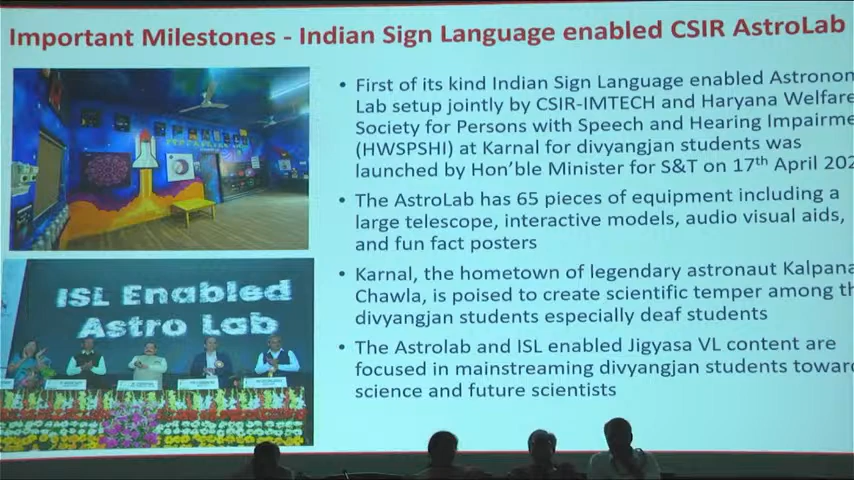 Important Milestones - Indian Sign Language enabled CSIR AstroLab
• First of its kind Indian Sign Language enabled Astronom
Lab setup jointly by CSIR-IMTECH and Haryana Welfare
Society for Persons with Speech and Hearing Impairme
(HWSPSHI) at Karnal for divyangjan students was
launched by Hon'ble Minister for S&T on 17th April 202
• The AstroLab has 65 pieces of equipment including a
large telescope, interactive models, audio visual aids,
and fun fact posters
• Karnal, the hometown of legendary astronaut Kalpana
Chawla, is poised to create scientific temper among th
divyangjan students especially deaf students
• The Astrolab and ISL enabled Jigyasa VL content are
focused in mainstreaming divyangjan students towar
science and future scientists
ISL Enabled
Astro Lab